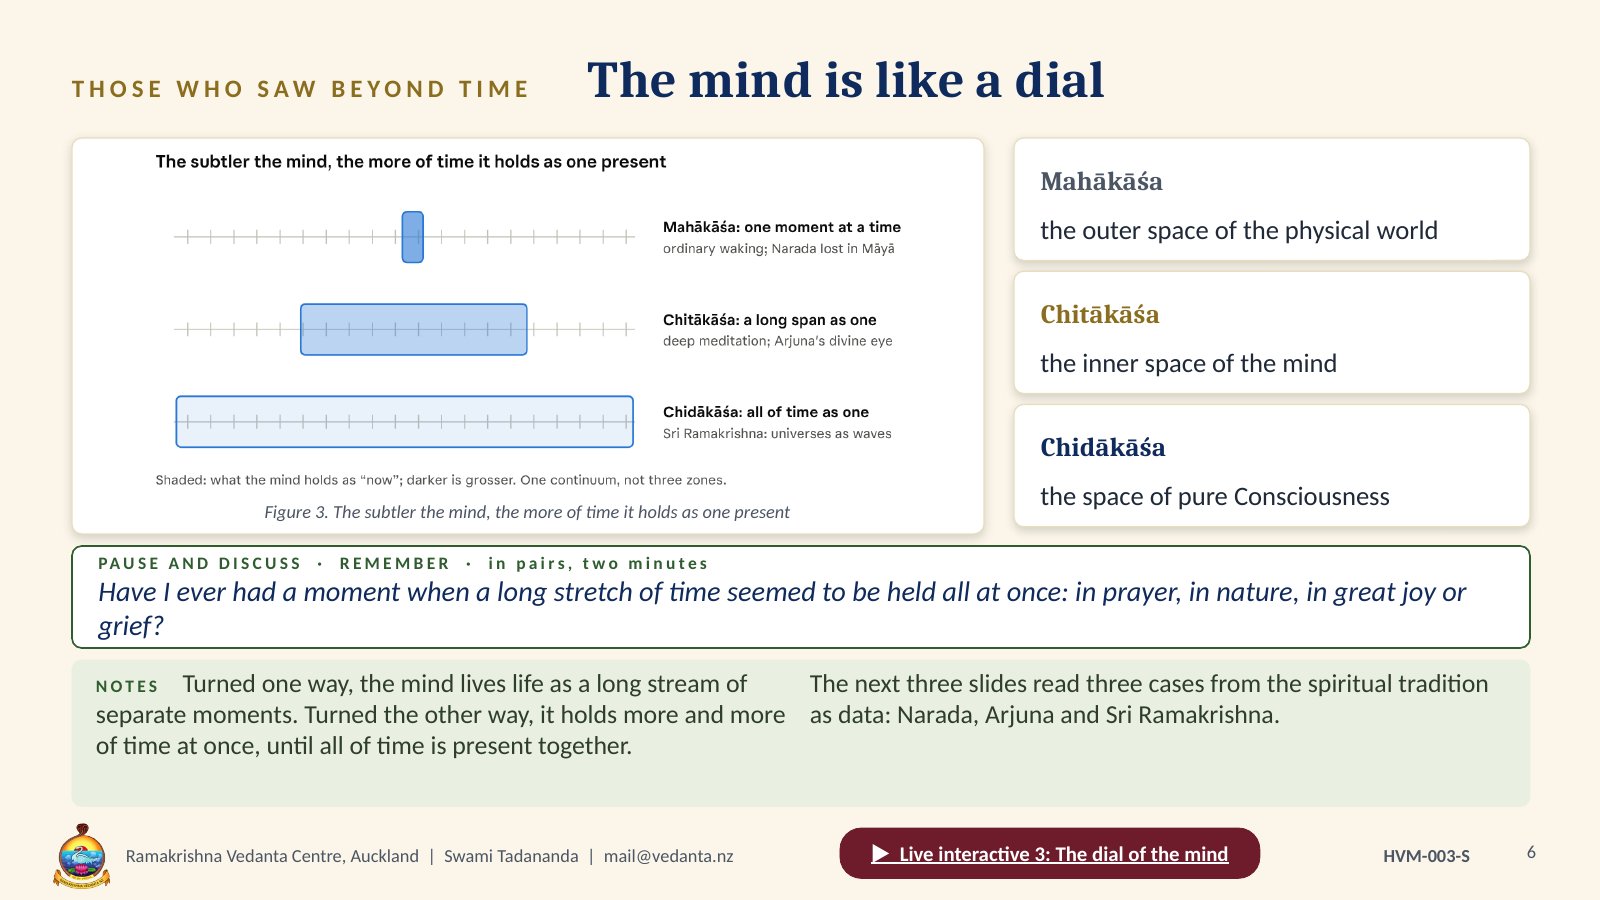 THOSE WHO SAW BEYOND TIME
The mind is like a dial
The subtler the mind, the more of time it holds as one present
Mahākāśa: one moment at a time
ordinary waking; Narada lost in Māyā
Chitākāśa: a long span as one
deep meditation; Arjuna's divine eye
Chidākāśa: all of time as one
Sri Ramakrishna: universes as waves
Shaded: what the mind holds as “now”; darker is grosser. One continuum, not three zones.
Figure 3. The subtler the mind, the more of time it holds as one present
Mahākāśa
the outer space of the physical world
Chitākāśa
the inner space of the mind
Chidākāśa
the space of pure Consciousness
PAUSE AND DISCUSS · REMEMBER · in pairs, two minutes
Have I ever had a moment when a long stretch of time seemed to be held all at once: in prayer, in nature, in great joy or
grief?
NOTES Turned one way, the mind lives life as a long stream of
separate moments. Turned the other way, it holds more and more
of time at once, until all of time is present together.
The next three slides read three cases from the spiritual tradition
as data: Narada, Arjuna and Sri Ramakrishna.
Ramakrishna Vedanta Centre, Auckland | Swami Tadananda | mail@vedanta.nz
▶ Live interactive 3: The dial of the mind
HVM-003-S
6